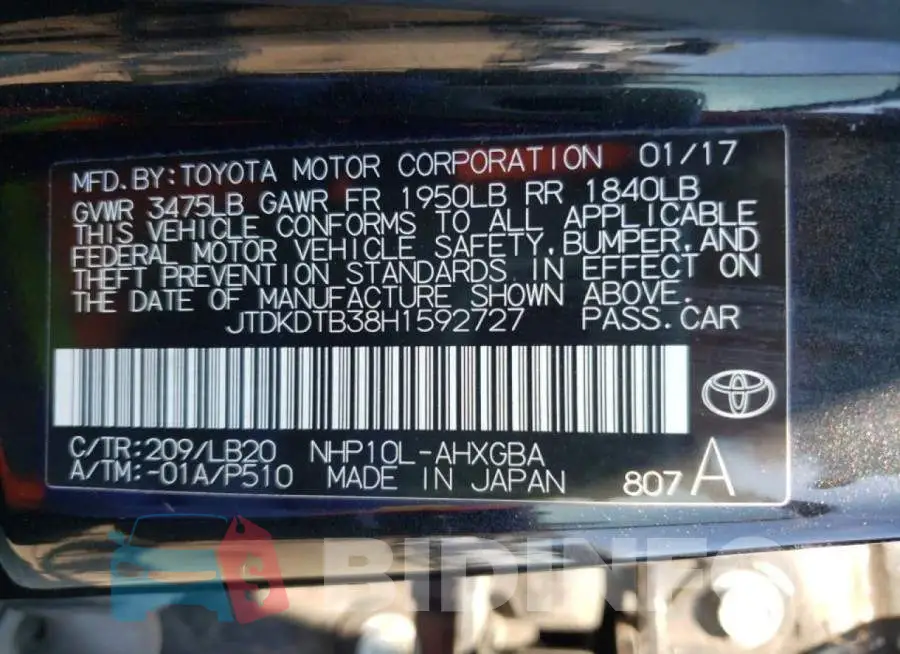 MFD.BY:TOYOTA MOTOR CORPORATION 01/17
GVWR 3475LB GAWR FR 1950LB RR 1840LB
THIS VEHICLE CONFORMS TO ALL APPLICABLE
FEDERAL MOTOR VEHICLE SAFETY,BUMPER,AND
THEFT PREVENTION STANDARDS IN EFFECT ON
THE DATE OF MANUFACTURE SHOWN ABOVE.
JTDKDTB38H1592727 PASS.CAR
C/TR:209/LB20 NHP10L-AHXGBA
A/TM:-01A/P510 MADE IN JAPAN 807 A
BIDINFO